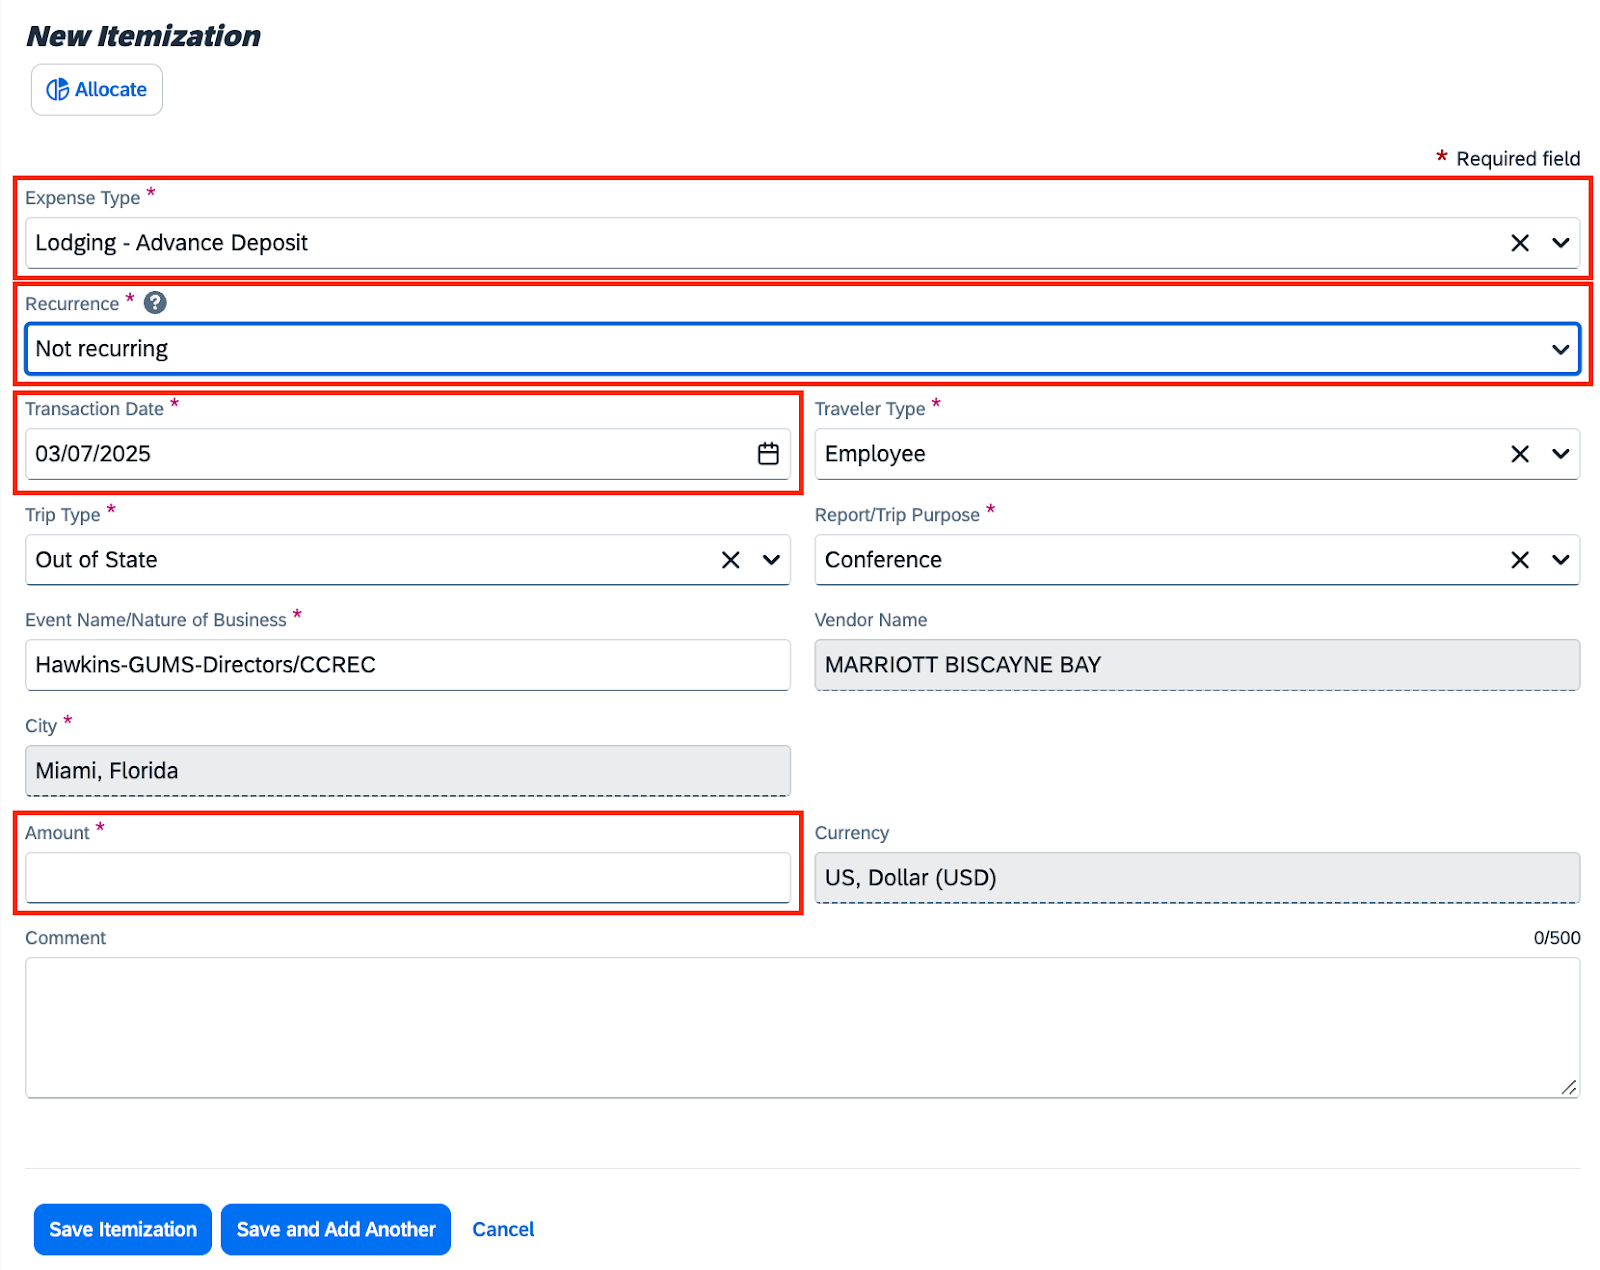 New Itemization
Allocate
* Required field
Expense Type *
Lodging - Advance Deposit
Recurrence * ?
Not recurring
Transaction Date *
03/07/2025
Traveler Type *
Employee
Trip Type *
Out of State
Report/Trip Purpose *
Conference
Event Name/Nature of Business *
Hawkins-GUMS-Directors/CCREC
Vendor Name
MARRIOTT BISCAYNE BAY
City *
Miami, Florida
Amount *
Currency
US, Dollar (USD)
Comment
0/500
Save Itemization
Save and Add Another
Cancel